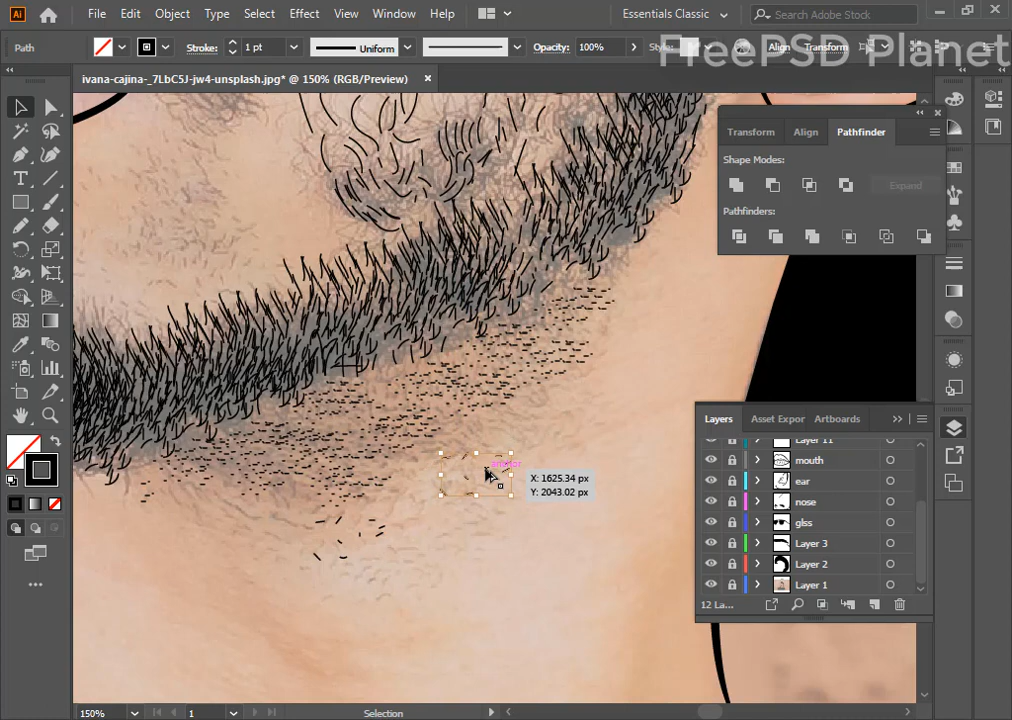 Ai File Edit Object Type Select Effect View Window Help Essentials Classic Search Adobe Stock
Path Stroke: 1 pt Uniform Opacity: 100% Style: Align Transform
FreePSD Planet
ivana-cajina-_7LbC5J-jw4-unsplash.jpg* @ 150% (RGB/Preview)
Transform Align Pathfinder
Shape Modes:
Expand
Pathfinders:
Layers Asset Expor Artboards
Layer 11
mouth
ear
nose
glss
Layer 3
Layer 2
Layer 1
12 La...
anchor
X: 1625.34 px
Y: 2043.02 px
150% 1 Selection